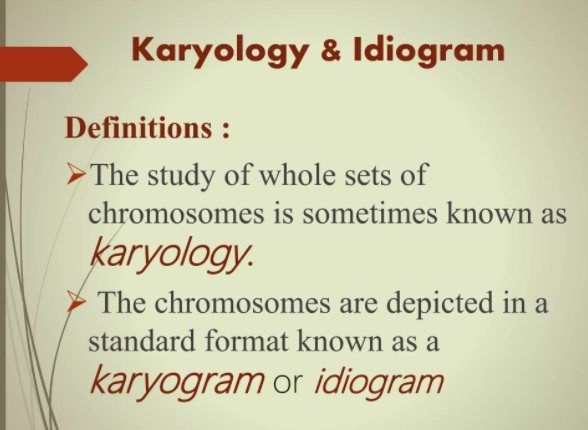 Karyology & Idiogram
Definitions :
➢The study of whole sets of
chromosomes is sometimes known as
karyology.
➢ The chromosomes are depicted in a
standard format known as a
karyogram or idiogram